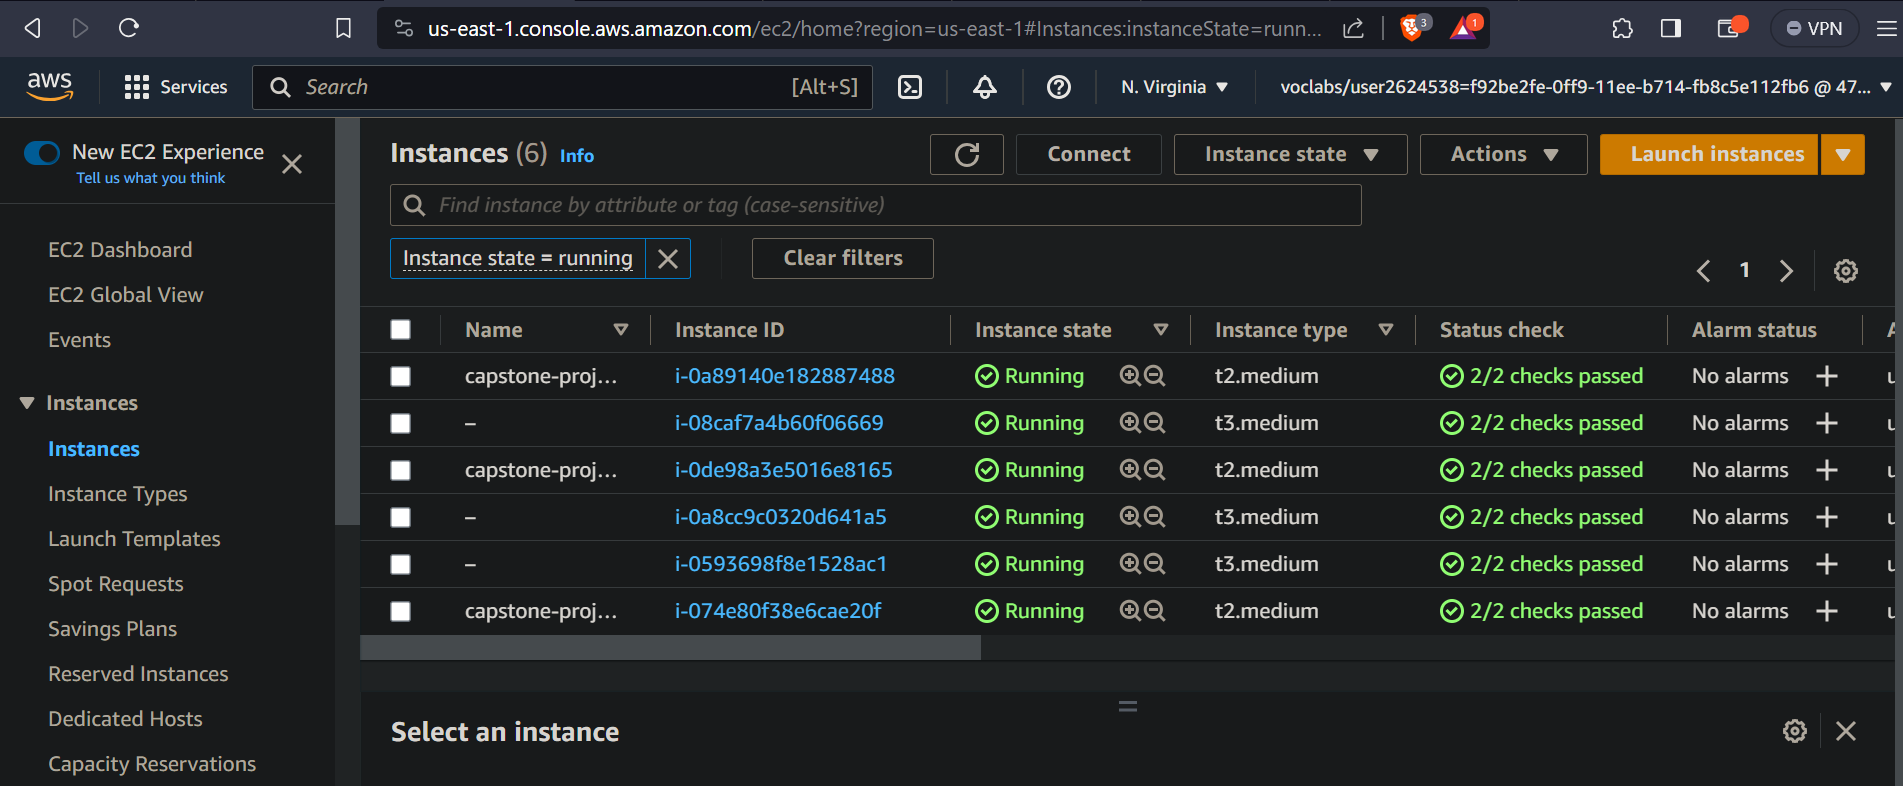 us-east-1.console.aws.amazon.com/ec2/home?region=us-east-1#Instances:instanceState=runn...
3
1
VPN
aws
Services
Search
[Alt+S]
N. Virginia
voclabs/user2624538=f92be2fe-0ff9-11ee-b714-fb8c5e112fb6 @ 47...
New EC2 Experience
Tell us what you think
EC2 Dashboard
EC2 Global View
Events
Instances
Instances
Instance Types
Launch Templates
Spot Requests
Savings Plans
Reserved Instances
Dedicated Hosts
Capacity Reservations
Instances (6) Info
Connect
Instance state
Actions
Launch instances
Find instance by attribute or tag (case-sensitive)
Instance state = running
Clear filters
1
Name Instance ID Instance state Instance type Status check Alarm status A
capstone-proj... i-0a89140e182887488 Running t2.medium 2/2 checks passed No alarms u
– i-08caf7a4b60f06669 Running t3.medium 2/2 checks passed No alarms u
capstone-proj... i-0de98a3e5016e8165 Running t2.medium 2/2 checks passed No alarms u
– i-0a8cc9c0320d641a5 Running t3.medium 2/2 checks passed No alarms u
– i-0593698f8e1528ac1 Running t3.medium 2/2 checks passed No alarms u
capstone-proj... i-074e80f38e6cae20f Running t2.medium 2/2 checks passed No alarms u
Select an instance